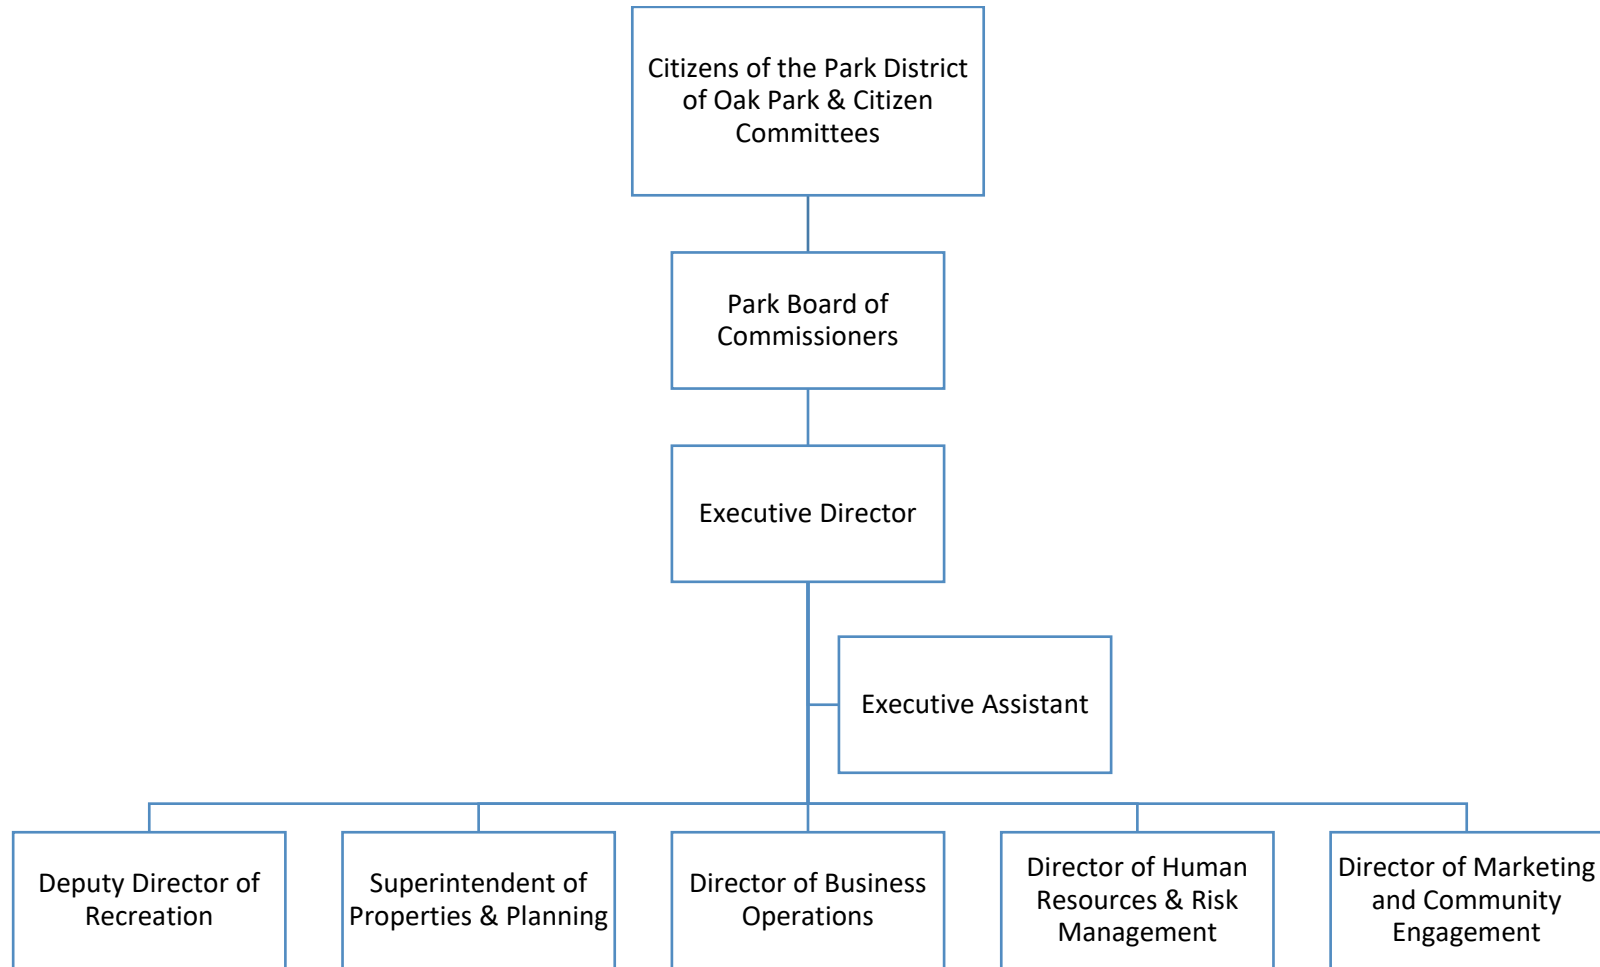 Citizens of the Park District
of Oak Park & Citizen
Committees
Park Board of
Commissioners
Executive Director
Executive Assistant
Deputy Director of
Recreation
Superintendent of
Properties & Planning
Director of Business
Operations
Director of Human
Resources & Risk
Management
Director of Marketing
and Community
Engagement